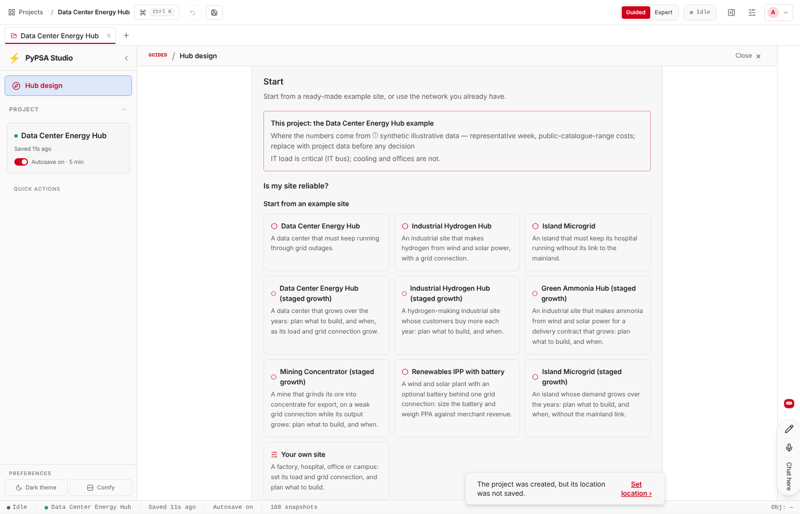 Projects / Data Center Energy Hub
Ctrl K
Guided Expert
Idle
A
Data Center Energy Hub
PyPSA Studio
GUIDED / Hub design
Close
Hub design
PROJECT
Data Center Energy Hub
Saved 11s ago
Autosave on · 5 min
QUICK ACTIONS
Start
Start from a ready-made example site, or use the network you already have.
This project: the Data Center Energy Hub example
Where the numbers come from synthetic illustrative data — representative week, public-catalogue-range costs;
replace with project data before any decision
IT load is critical (IT bus); cooling and offices are not.
Is my site reliable?
Start from an example site
Data Center Energy Hub
A data center that must keep running
through grid outages.
Industrial Hydrogen Hub
An industrial site that makes
hydrogen from wind and solar power,
with a grid connection.
Island Microgrid
An island that must keep its hospital
running without its link to the
mainland.
Data Center Energy Hub
(staged growth)
A data center that grows over the
years: plan what to build, and when,
as its load and grid connection grow.
Industrial Hydrogen Hub
(staged growth)
A hydrogen-making industrial site
whose customers buy more each
year: plan what to build, and when.
Green Ammonia Hub (staged
growth)
An industrial site that makes ammonia
from wind and solar power for a
delivery contract that grows: plan
what to build, and when.
Mining Concentrator (staged
growth)
A mine that grinds its ore into
concentrate for export, on a weak
grid connection while its output
grows: plan what to build, and when.
Renewables IPP with battery
A wind and solar plant with an
optional battery behind one grid
connection: size the battery and
weigh PPA against merchant revenue.
Island Microgrid (staged
growth)
An island whose demand grows over
the years: plan what to build, and
when, without the mainland link.
Your own site
A factory, hospital, office or campus:
set its load and grid connection, and
plan what to build.
The project was created, but its location
was not saved.
Set
location ›
Chat here
PREFERENCES
Dark theme
Comfy
Idle
Data Center Energy Hub
Saved 11s ago
Autosave on
168 snapshots
Obj: —